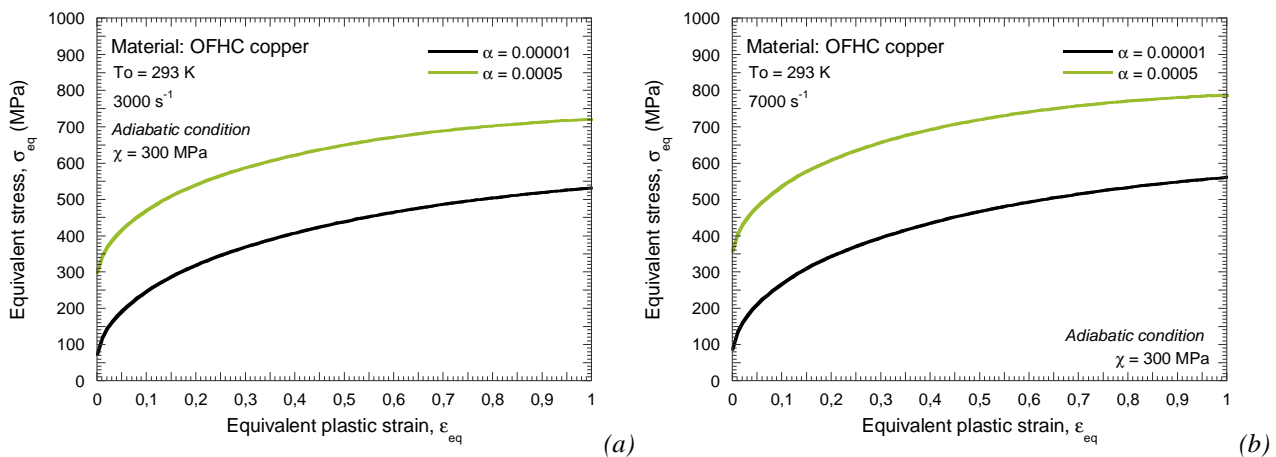 1000
900
800
700
600
500
400
300
200
100
0
Equivalent stress, σeq (MPa)
Material: OFHC copper
To = 293 K
3000 s-1
Adiabatic condition
χ = 300 MPa
α = 0.00001
α = 0.0005
0 0,1 0,2 0,3 0,4 0,5 0,6 0,7 0,8 0,9 1
Equivalent plastic strain, εeq
(a)
1000
900
800
700
600
500
400
300
200
100
0
Equivalent stress, σeq (MPa)
Material: OFHC copper
To = 293 K
7000 s-1
α = 0.00001
α = 0.0005
Adiabatic condition
χ = 300 MPa
0 0,1 0,2 0,3 0,4 0,5 0,6 0,7 0,8 0,9 1
Equivalent plastic strain, εeq
(b)